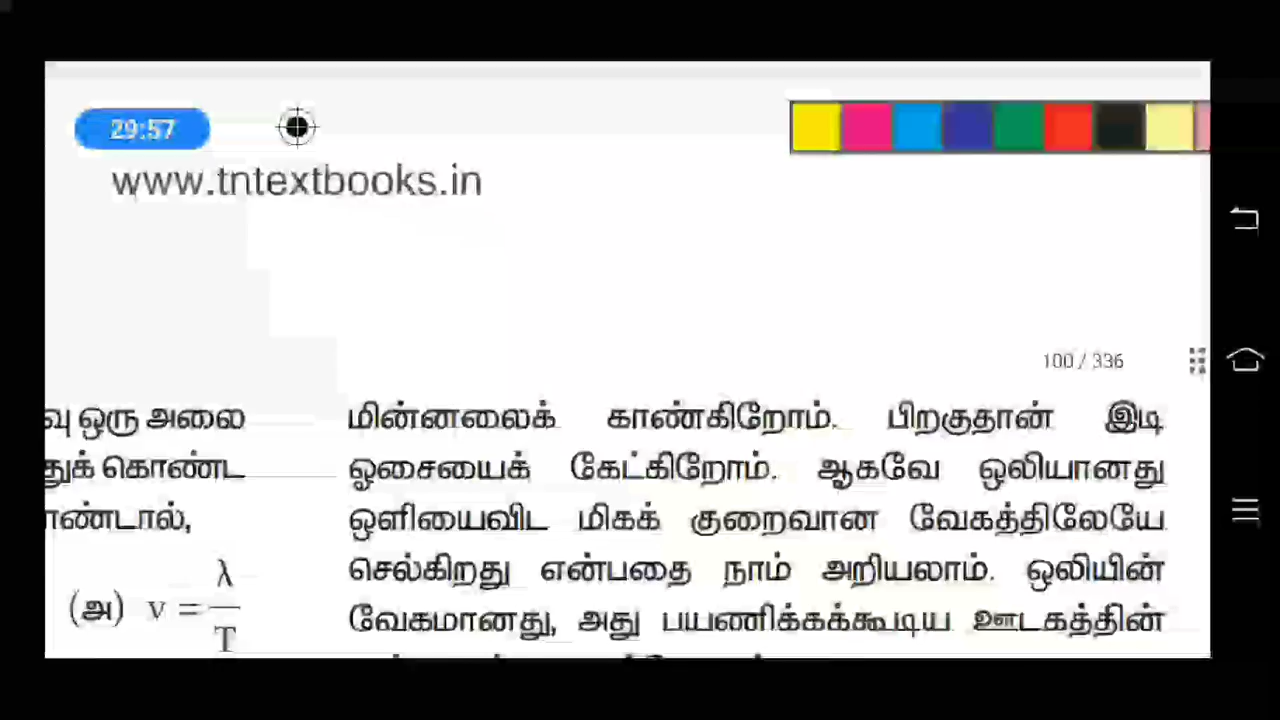 29:57
www.tntextbooks.in
100 / 336
வு ஒரு அலை
துக் கொண்ட
ண்டால்,
(அ) v = λ / T
மின்னலைக் காண்கிறோம். பிறகுதான் இடி
ஓசையைக் கேட்கிறோம். ஆகவே ஒலியானது
ஒளியைவிட மிகக் குறைவான வேகத்திலேயே
செல்கிறது என்பதை நாம் அறியலாம். ஒலியின்
வேகமானது, அது பயணிக்கக்கூடிய ஊடகத்தின்